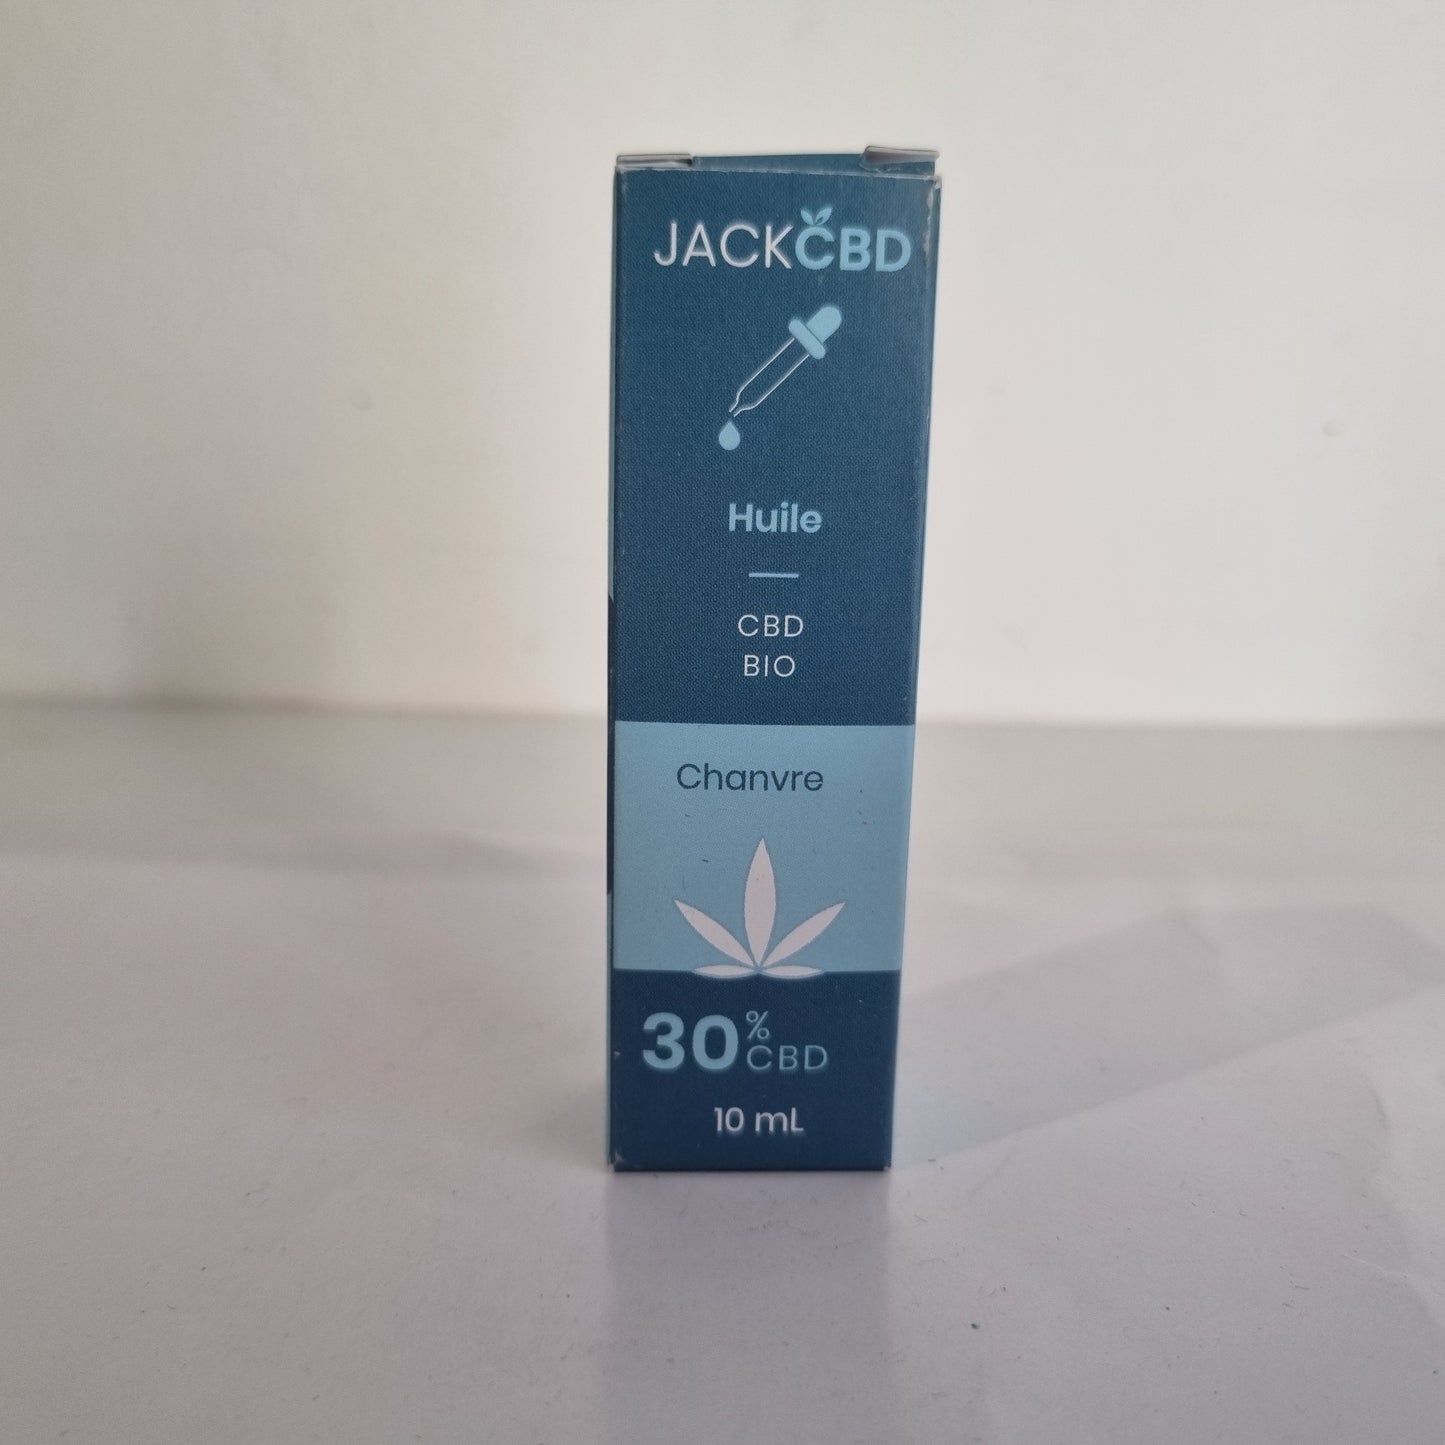 JACKCBD
Huile
CBD
BIO
Chanvre
30% CBD
10 mL